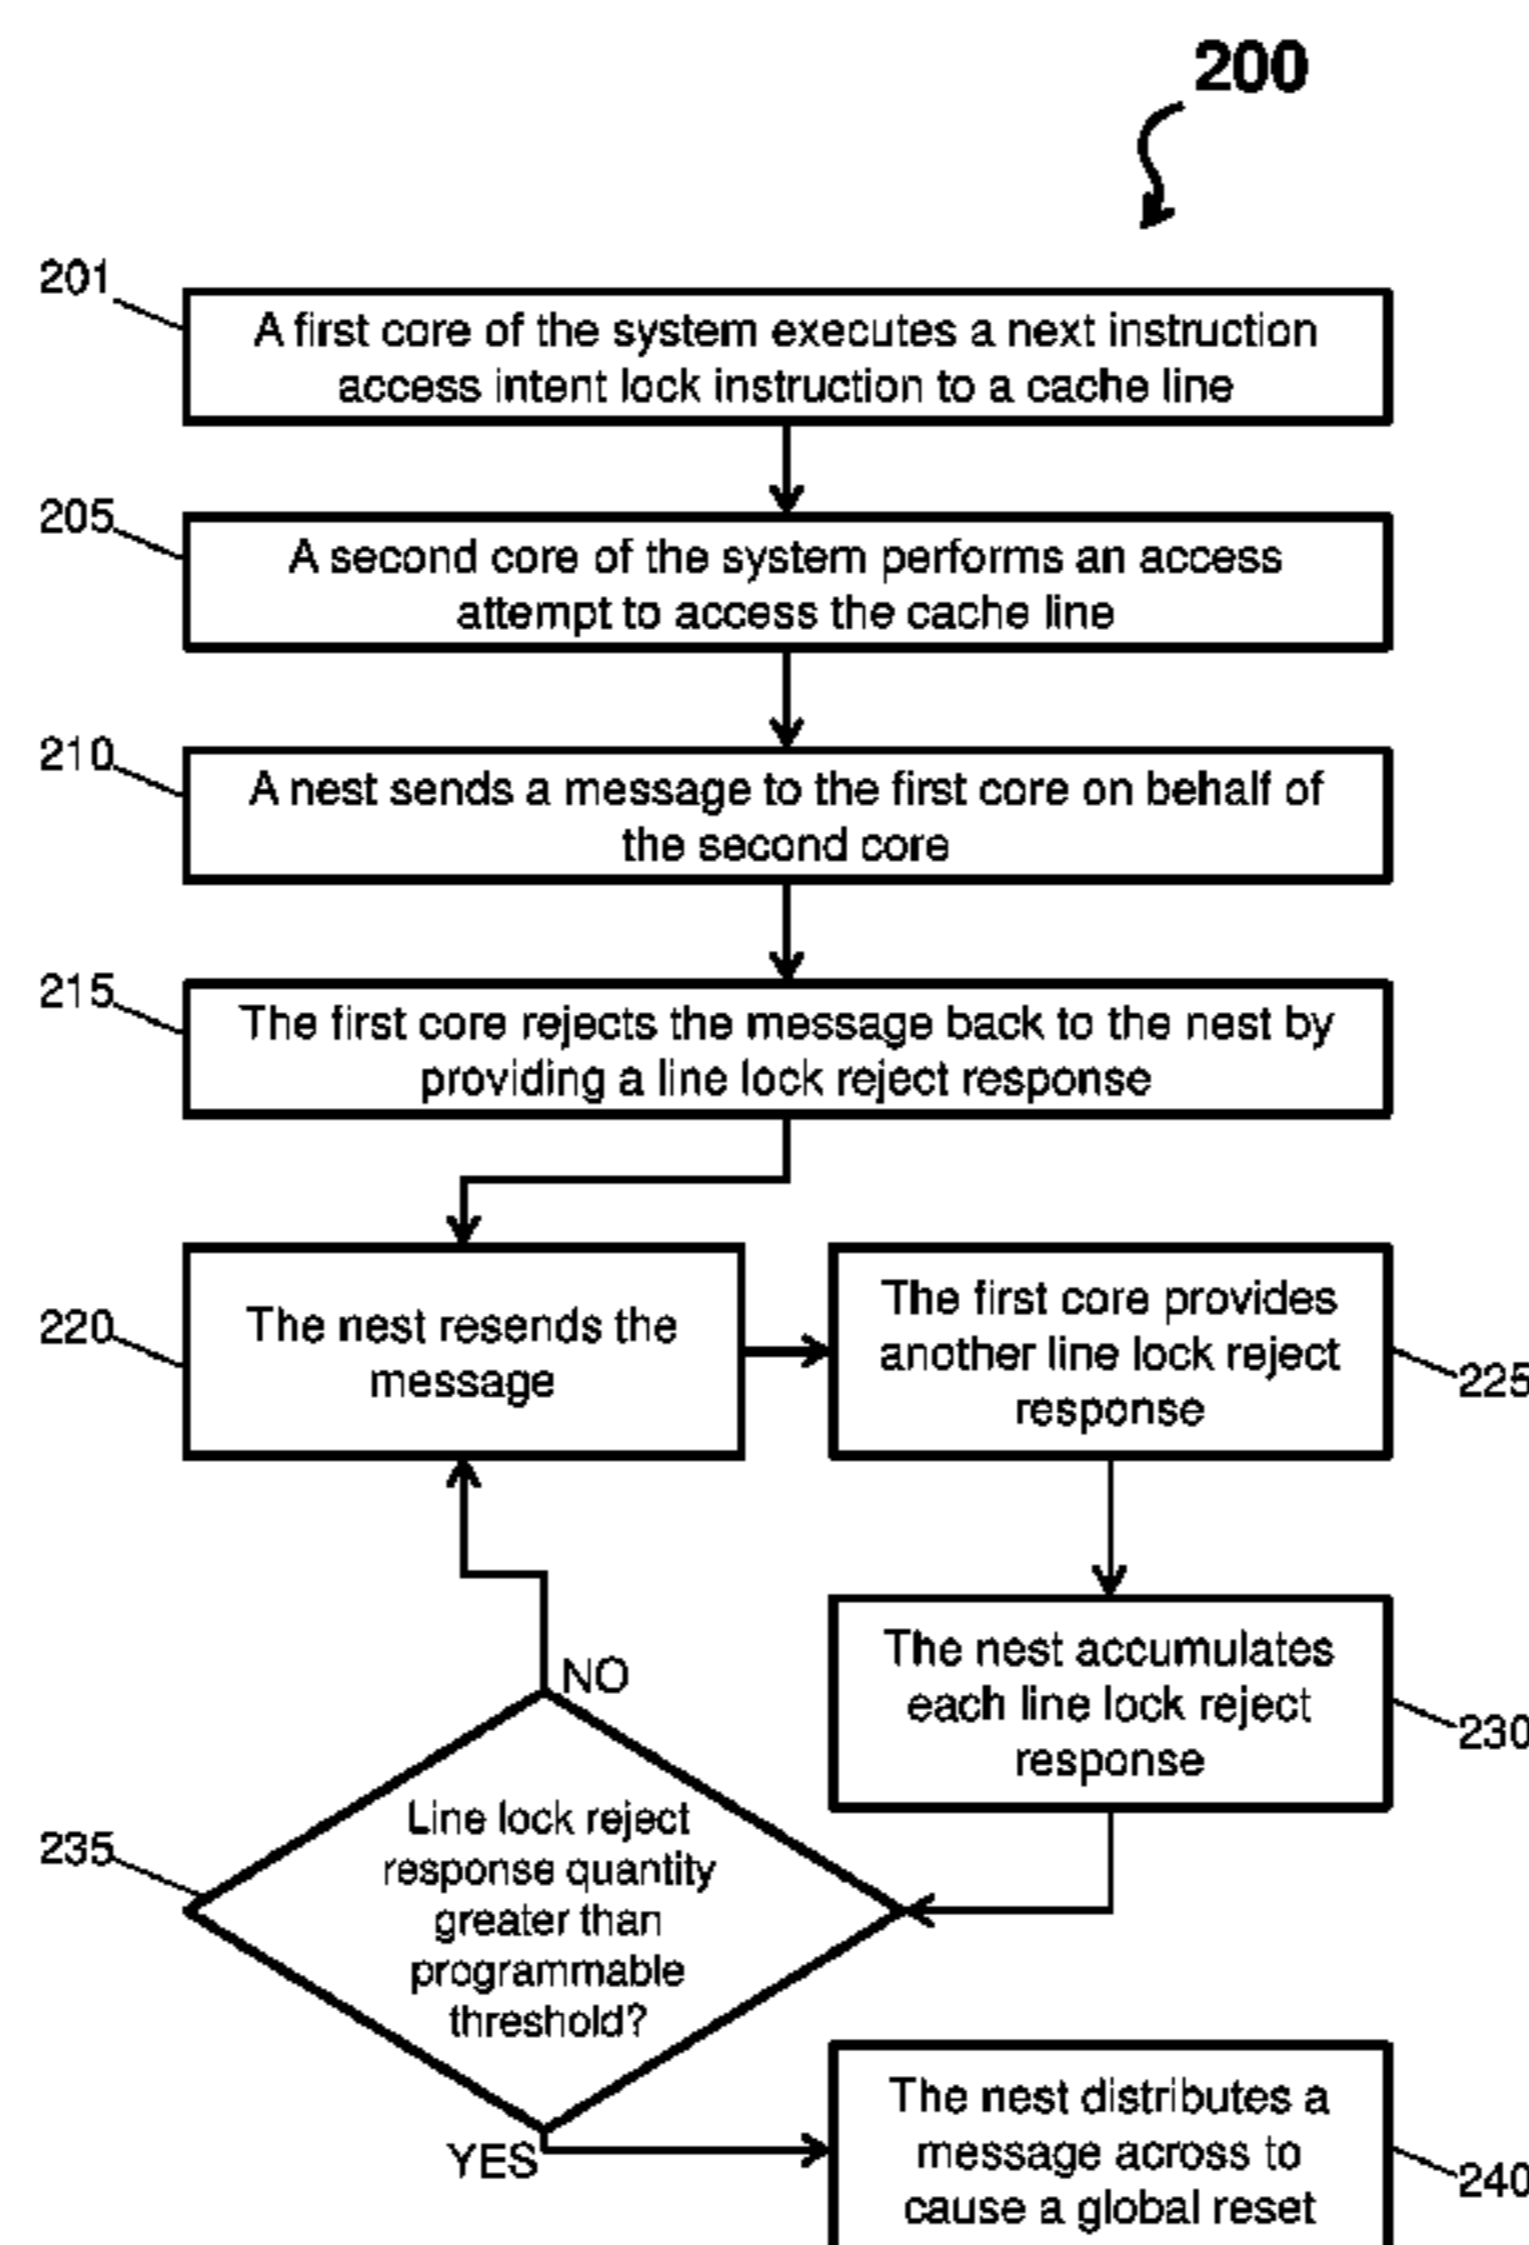 200
201
A first core of the system executes a next instruction
access intent lock instruction to a cache line
205
A second core of the system performs an access
attempt to access the cache line
210
A nest sends a message to the first core on behalf of
the second core
215
The first core rejects the message back to the nest by
providing a line lock reject response
220
The nest resends the
message
The first core provides
another line lock reject
response
225
NO
The nest accumulates
each line lock reject
response
230
235
Line lock reject
response quantity
greater than
programmable
threshold?
YES
The nest distributes a
message across to
cause a global reset
240